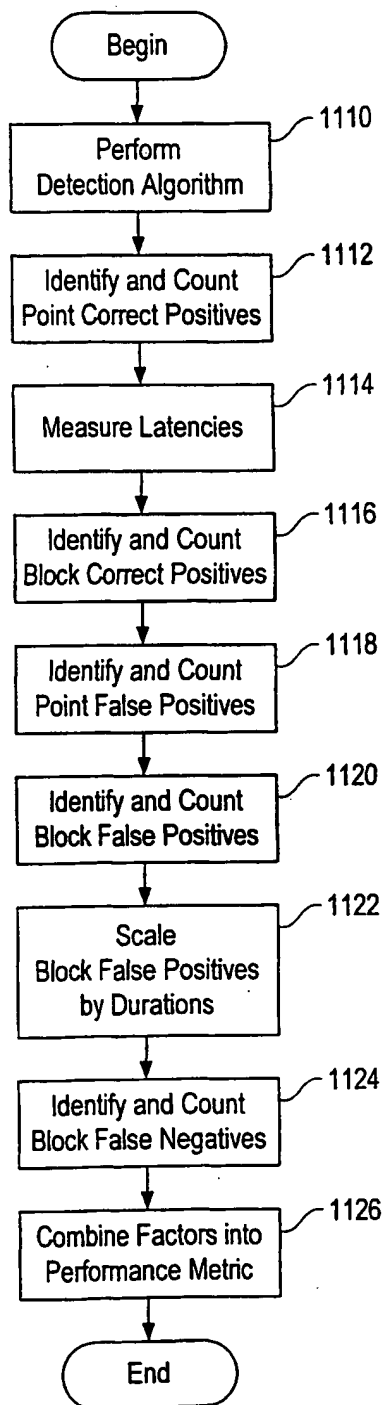 Begin
1110
Perform
Detection Algorithm
1112
Identify and Count
Point Correct Positives
1114
Measure Latencies
1116
Identify and Count
Block Correct Positives
1118
Identify and Count
Point False Positives
1120
Identify and Count
Block False Positives
1122
Scale
Block False Positives
by Durations
1124
Identify and Count
Block False Negatives
1126
Combine Factors into
Performance Metric
End